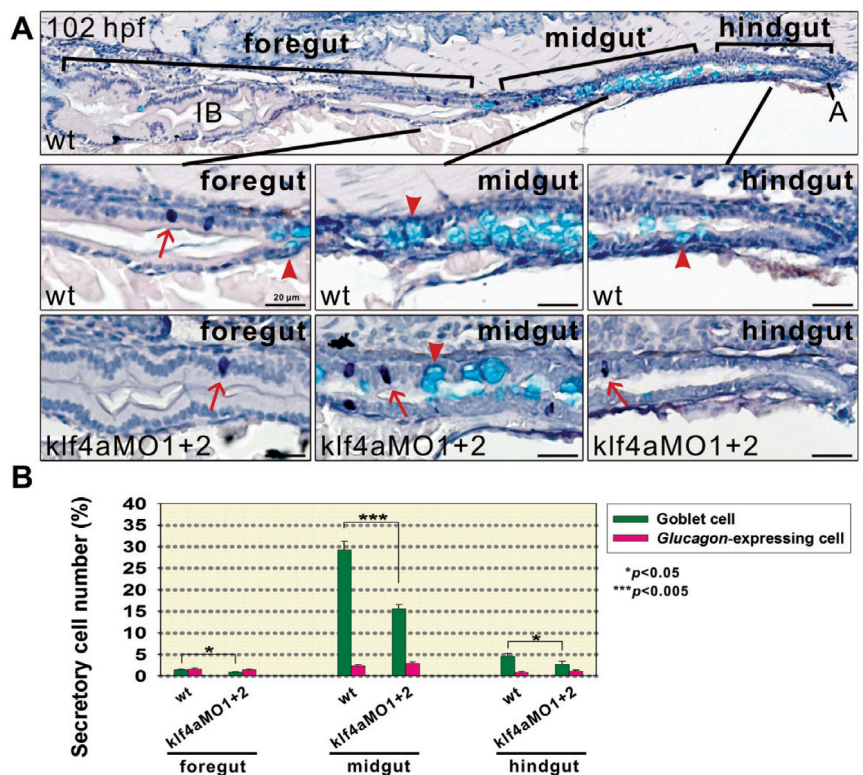 A
102 hpf
foregut
midgut
hindgut
IB
A
wt
foregut
midgut
hindgut
20 μm
wt
wt
wt
foregut
midgut
hindgut
klf4aMO1+2
klf4aMO1+2
klf4aMO1+2
B
Secretory cell number (%)
40
35
30
25
20
15
10
5
0
*
***
*
wt
klf4aMO1+2
wt
klf4aMO1+2
wt
klf4aMO1+2
foregut
midgut
hindgut
Goblet cell
Glucagon-expressing cell
*p<0.05
***p<0.005